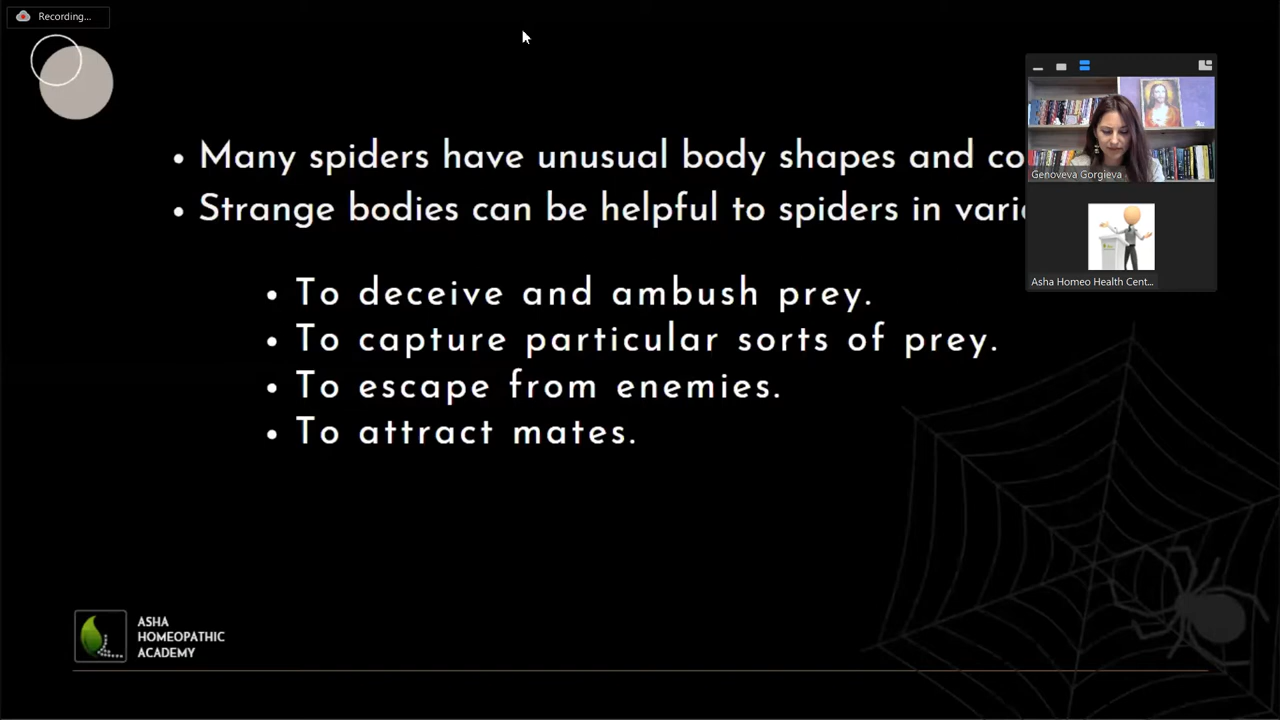 Recording...
• Many spiders have unusual body shapes and
• Strange bodies can be helpful to spiders in
• To deceive and ambush prey.
• To capture particular sorts of prey.
• To escape from enemies.
• To attract mates.
Genoveva Gorgieva
Asha Homeo Health Cent...
ASHA
HOMEOPATHIC
ACADEMY